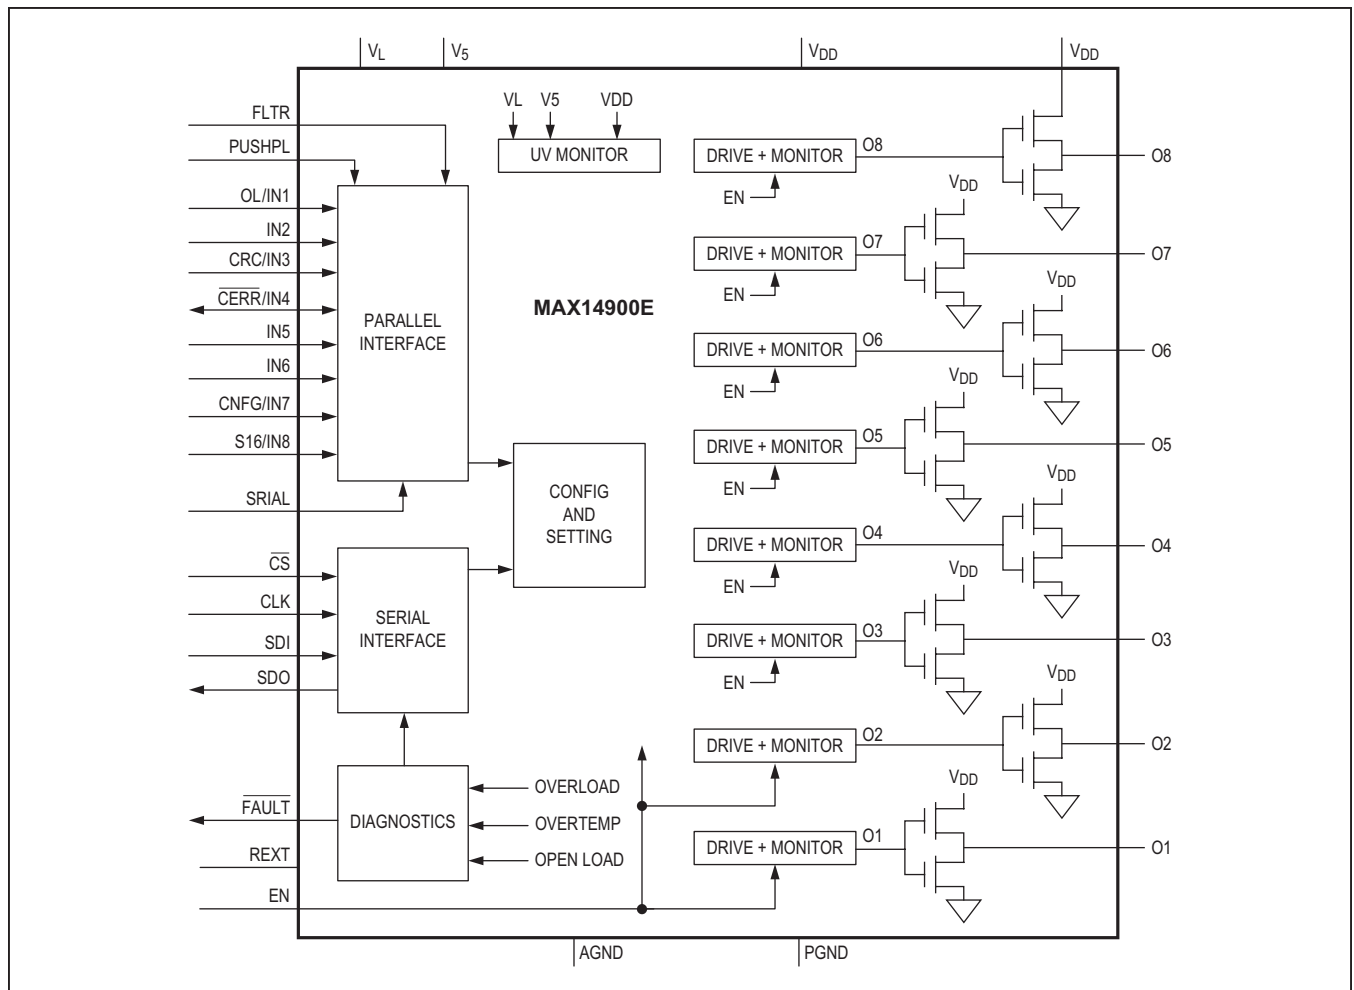 VL
V5
VDD
VDD
FLTR
PUSHPL
OL/IN1
IN2
CRC/IN3
C̅E̅R̅R̅/IN4
IN5
IN6
CNFG/IN7
S16/IN8
SRIAL
PARALLEL
INTERFACE
C̅S̅
CLK
SDI
SDO
SERIAL
INTERFACE
F̅A̅U̅L̅T̅
REXT
EN
DIAGNOSTICS
OVERLOAD
OVERTEMP
OPEN LOAD
VL V5 VDD
UV MONITOR
MAX14900E
CONFIG
AND
SETTING
DRIVE + MONITOR
O8
EN
O8
DRIVE + MONITOR
O7
EN
VDD
O7
DRIVE + MONITOR
O6
EN
VDD
O6
DRIVE + MONITOR
O5
EN
VDD
O5
DRIVE + MONITOR
O4
EN
VDD
O4
DRIVE + MONITOR
O3
EN
VDD
O3
DRIVE + MONITOR
O2
VDD
O2
DRIVE + MONITOR
O1
VDD
O1
AGND
PGND